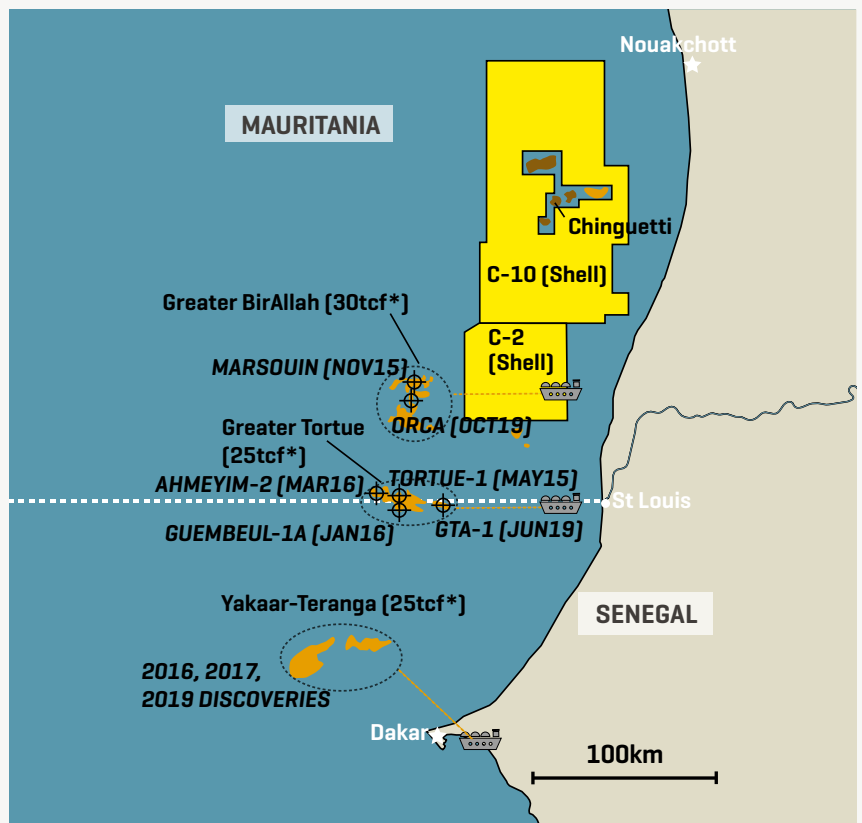 Nouakchott
MAURITANIA
Chinguetti
C-10 (Shell)
Greater BirAllah (30tcf*)
C-2
(Shell)
MARSOUIN (NOV15)
ORCA (OCT19)
Greater Tortue
(25tcf*)
TORTUE-1 (MAY15)
AHMEYIM-2 (MAR16)
St Louis
GUEMBEUL-1A (JAN16)
GTA-1 (JUN19)
Yakaar-Teranga (25tcf*)
SENEGAL
2016, 2017,
2019 DISCOVERIES
Dakar
100km